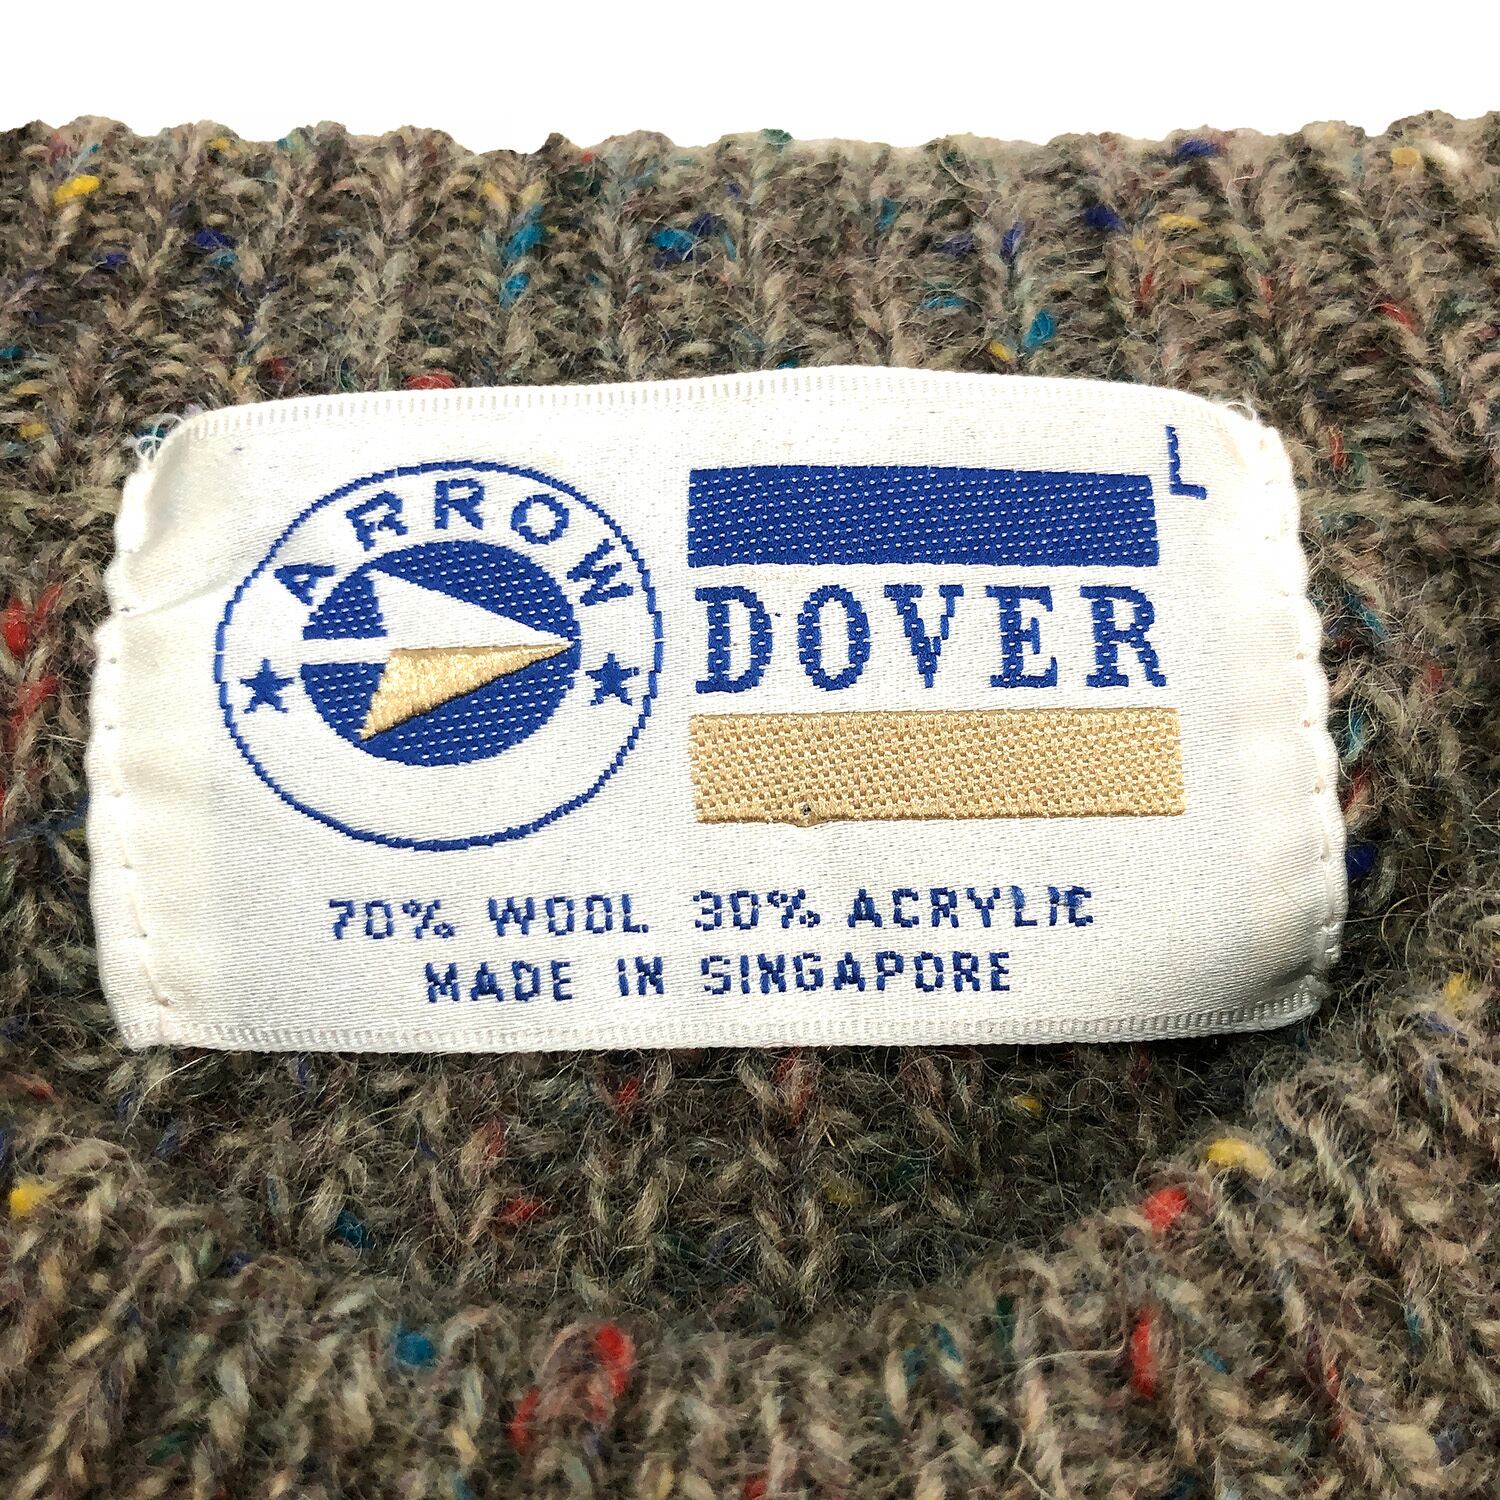 ARROW
L
DOVER
70% WOOL 30% ACRYLIC
MADE IN SINGAPORE